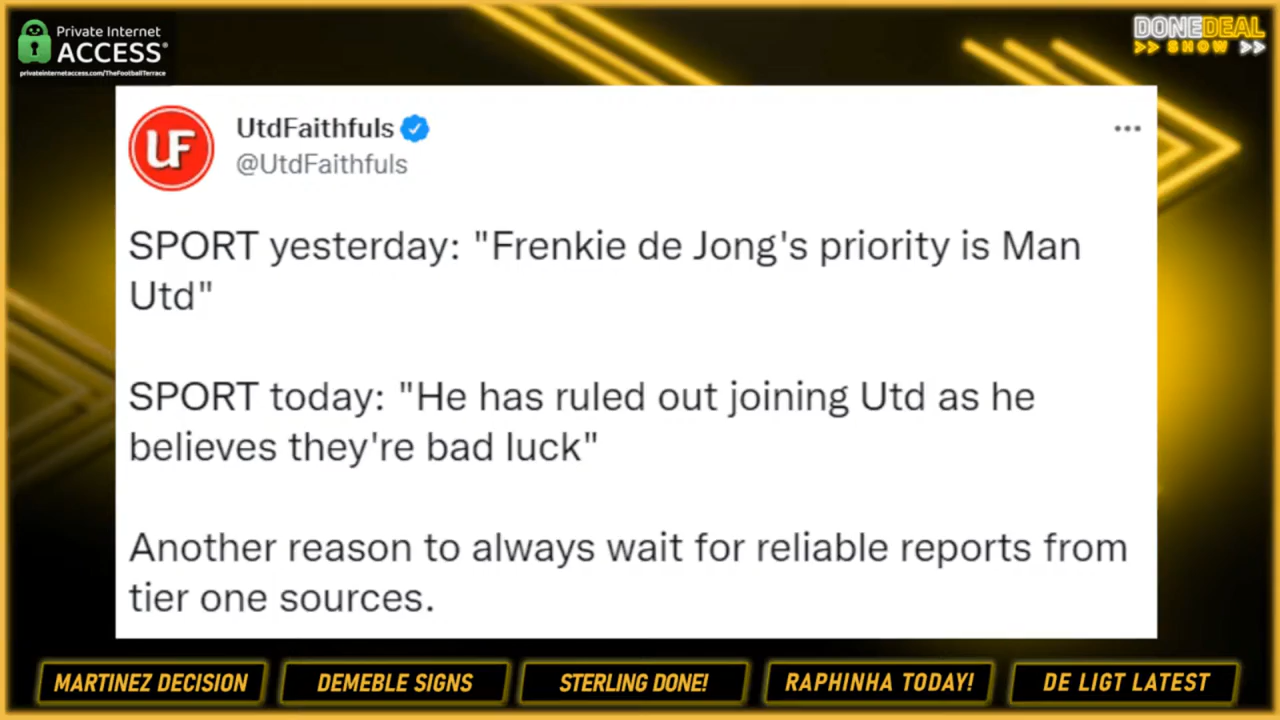 Private Internet
ACCESS®
privateinternetaccess.com/TheFootballTerrace
DONEDEAL
>> SHOW >>
UF
UtdFaithfuls
@UtdFaithfuls
SPORT yesterday: "Frenkie de Jong's priority is Man
Utd"
SPORT today: "He has ruled out joining Utd as he
believes they're bad luck"
Another reason to always wait for reliable reports from
tier one sources.
MARTINEZ DECISION
DEMEBLE SIGNS
STERLING DONE!
RAPHINHA TODAY!
DE LIGT LATEST